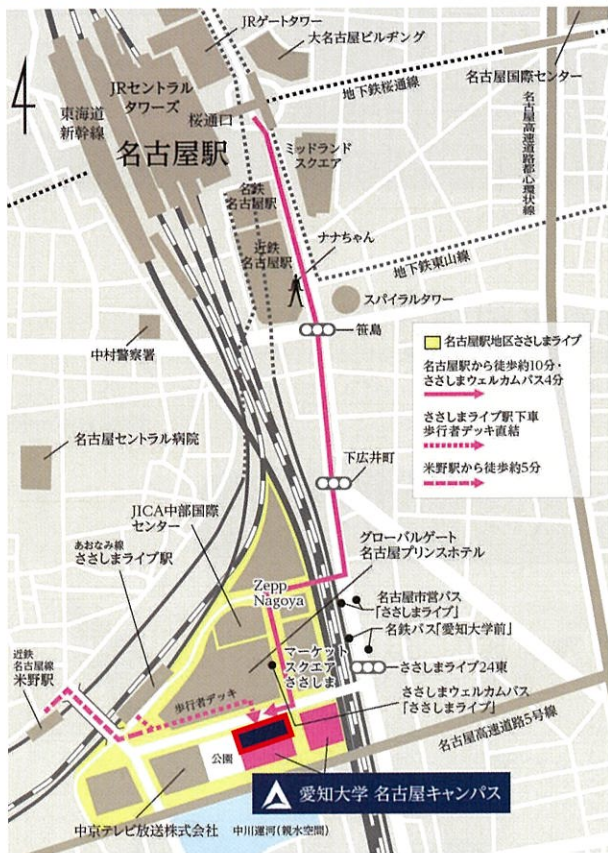 JRゲートタワー
大名古屋ビルヂング
名古屋国際センター
JRセントラル
タワーズ
地下鉄桜通線
東海道
新幹線
桜通口
名古屋高速道路都心環状線
名古屋駅
ミッドランド
スクエア
名鉄
名古屋駅
ナナちゃん
近鉄
名古屋駅
地下鉄東山線
スパイラルタワー
笹島
中村警察署
名古屋駅地区ささしまライブ
名古屋駅から徒歩約10分・
ささしまウェルカムバス4分
ささしまライブ駅下車
歩行者デッキ直結
米野駅から徒歩約5分
名古屋セントラル病院
下広井町
JICA中部国際
センター
グローバルゲート
名古屋プリンスホテル
あおなみ線
ささしまライブ駅
Zepp
Nagoya
名古屋市営バス
「ささしまライブ」
名鉄バス「愛知大学前」
マーケット
スクエア
ささしま
近鉄
名古屋線
米野駅
ささしまライブ24東
歩行者デッキ
ささしまウェルカムバス
「ささしまライブ」
名古屋高速道路5号線
公園
愛知大学 名古屋キャンパス
中京テレビ放送株式会社
中川運河(親水空間)